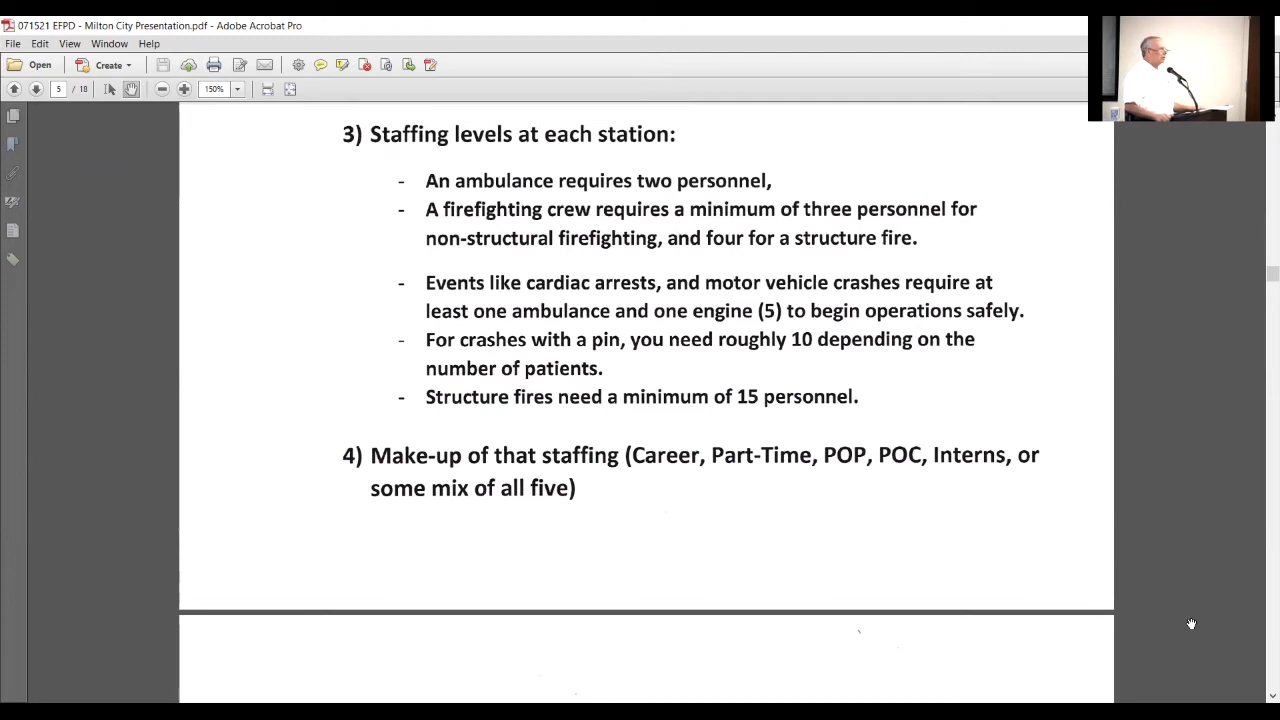 071521 EFPD - Milton City Presentation.pdf - Adobe Acrobat Pro
File Edit View Window Help
Open Create
5 / 18 150%
3) Staffing levels at each station:
- An ambulance requires two personnel,
- A firefighting crew requires a minimum of three personnel for
non-structural firefighting, and four for a structure fire.
- Events like cardiac arrests, and motor vehicle crashes require at
least one ambulance and one engine (5) to begin operations safely.
- For crashes with a pin, you need roughly 10 depending on the
number of patients.
- Structure fires need a minimum of 15 personnel.
4) Make-up of that staffing (Career, Part-Time, POP, POC, Interns, or
some mix of all five)